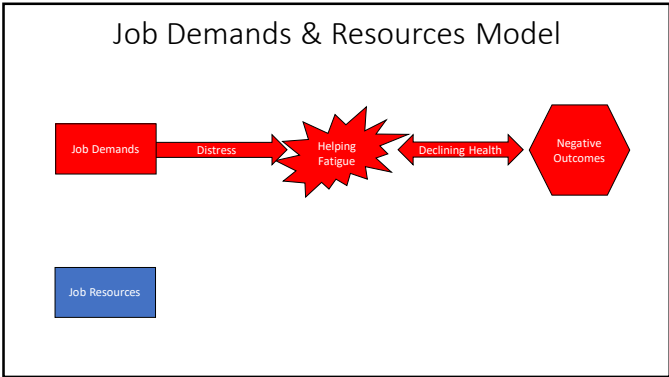 Job Demands & Resources Model
Job Demands
Distress
Helping
Fatigue
Declining Health
Negative
Outcomes
Job Resources